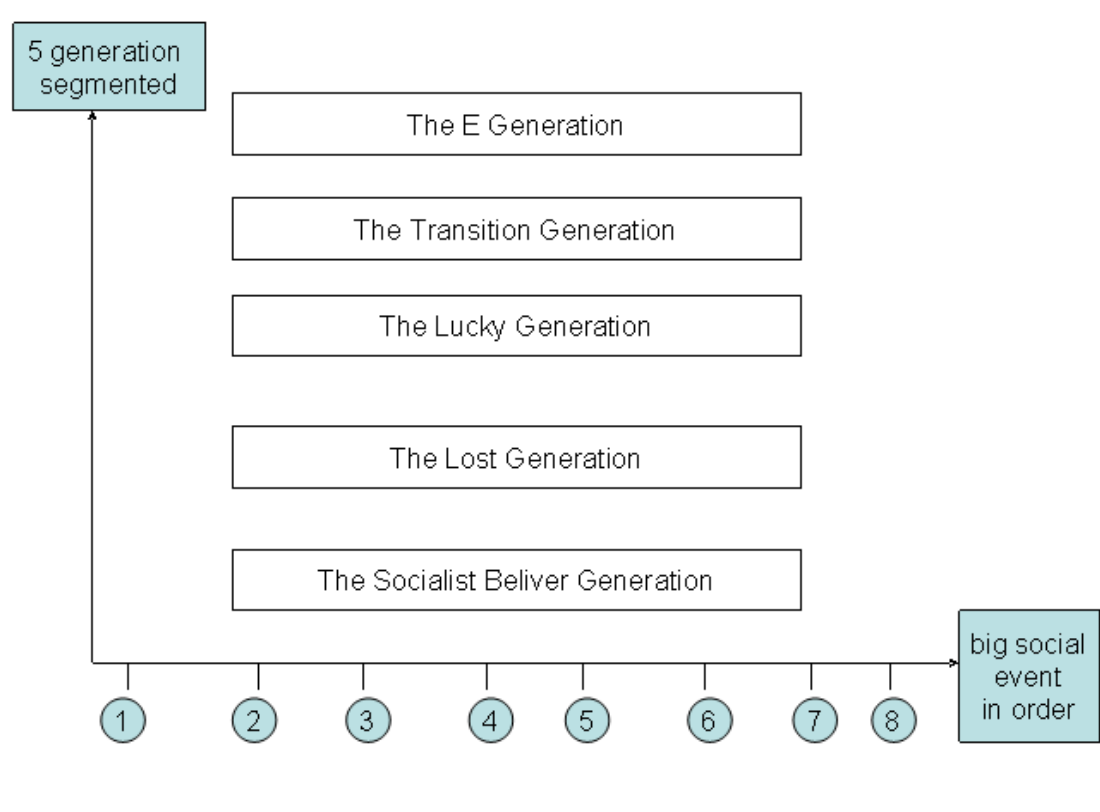 5 generation
segmented
The E Generation
The Transition Generation
The Lucky Generation
The Lost Generation
The Socialist Beliver Generation
big social
event
in order
1 2 3 4 5 6 7 8